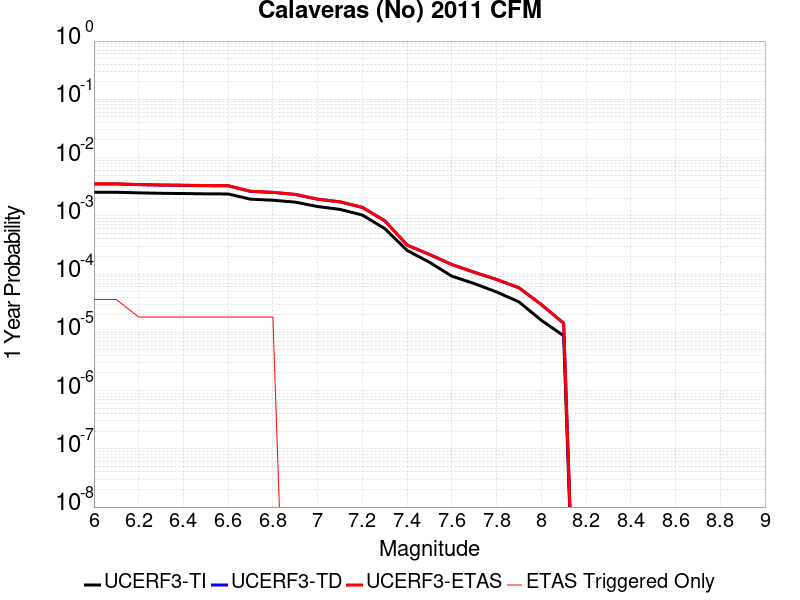 Calaveras (No) 2011 CFM
10 0
10 -1
10 -2
10 -3
10 -4
10 -5
10 -6
10 -7
10 -8
1 Year Probability
6 6.2 6.4 6.6 6.8 7 7.2 7.4 7.6 7.8 8 8.2 8.4 8.6 8.8 9
Magnitude
UCERF3-TI UCERF3-TD UCERF3-ETAS ETAS Triggered Only